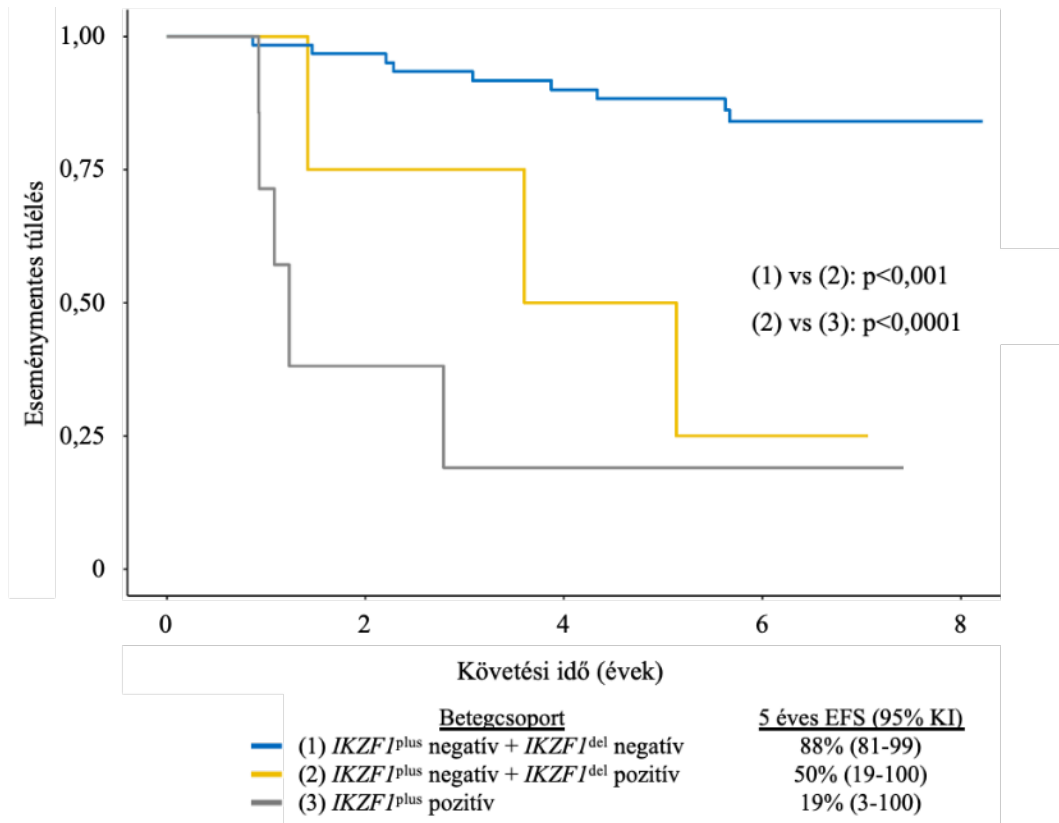 Eseménymentes túlélés
1,00
0,75
0,50
0,25
0
(1) vs (2): p<0,001
(2) vs (3): p<0,0001
0 2 4 6 8
Követési idő (évek)
Betegcsoport 5 éves EFS (95% KI)
(1) IKZF1plus negatív + IKZF1del negatív 88% (81-99)
(2) IKZF1plus negatív + IKZF1del pozitív 50% (19-100)
(3) IKZF1plus pozitív 19% (3-100)